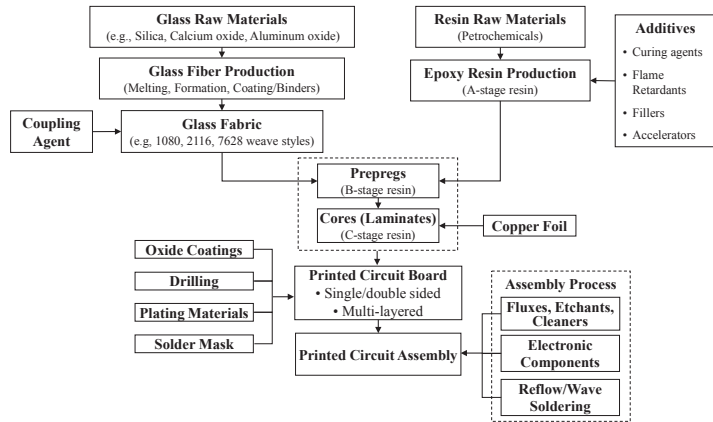 Glass Raw Materials
(e.g., Silica, Calcium oxide, Aluminum oxide)
Resin Raw Materials
(Petrochemicals)
Additives
• Curing agents
• Flame
Retardants
• Fillers
• Accelerators
Glass Fiber Production
(Melting, Formation, Coating/Binders)
Epoxy Resin Production
(A-stage resin)
Coupling
Agent
Glass Fabric
(e.g, 1080, 2116, 7628 weave styles)
Prepregs
(B-stage resin)
Cores (Laminates)
(C-stage resin)
Copper Foil
Oxide Coatings
Drilling
Plating Materials
Solder Mask
Printed Circuit Board
• Single/double sided
• Multi-layered
Printed Circuit Assembly
Assembly Process
Fluxes, Etchants,
Cleaners
Electronic
Components
Reflow/Wave
Soldering